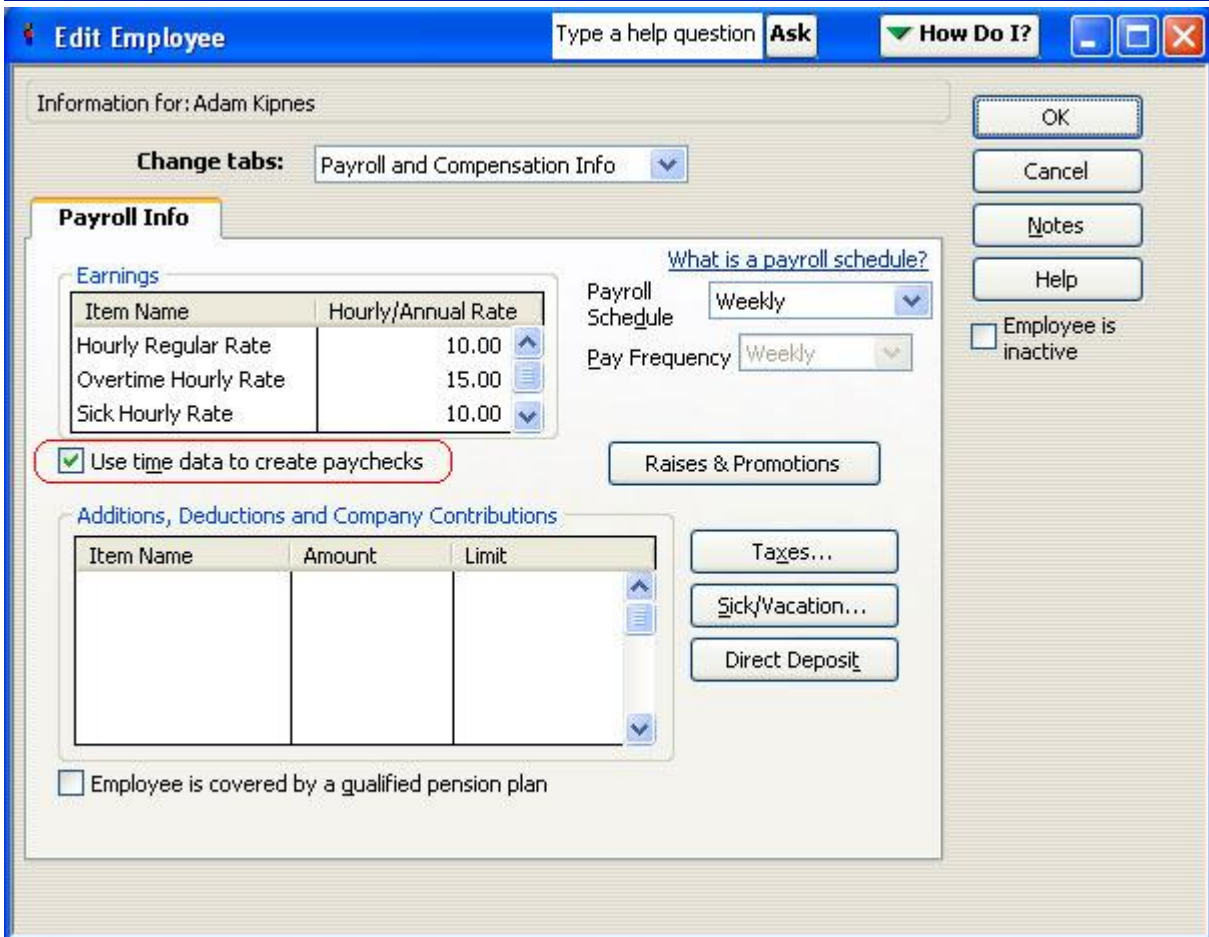 Edit Employee Type a help question Ask How Do I?
Information for: Adam Kipnes
OK
Change tabs: Payroll and Compensation Info
Cancel
Payroll Info
Notes
What is a payroll schedule?
Help
Earnings
Payroll Schedule Weekly
Item Name Hourly/Annual Rate
Employee is inactive
Hourly Regular Rate 10.00
Pay Frequency Weekly
Overtime Hourly Rate 15.00
Sick Hourly Rate 10.00
Use time data to create paychecks
Raises & Promotions
Additions, Deductions and Company Contributions
Item Name Amount Limit
Taxes...
Sick/Vacation...
Direct Deposit
Employee is covered by a qualified pension plan